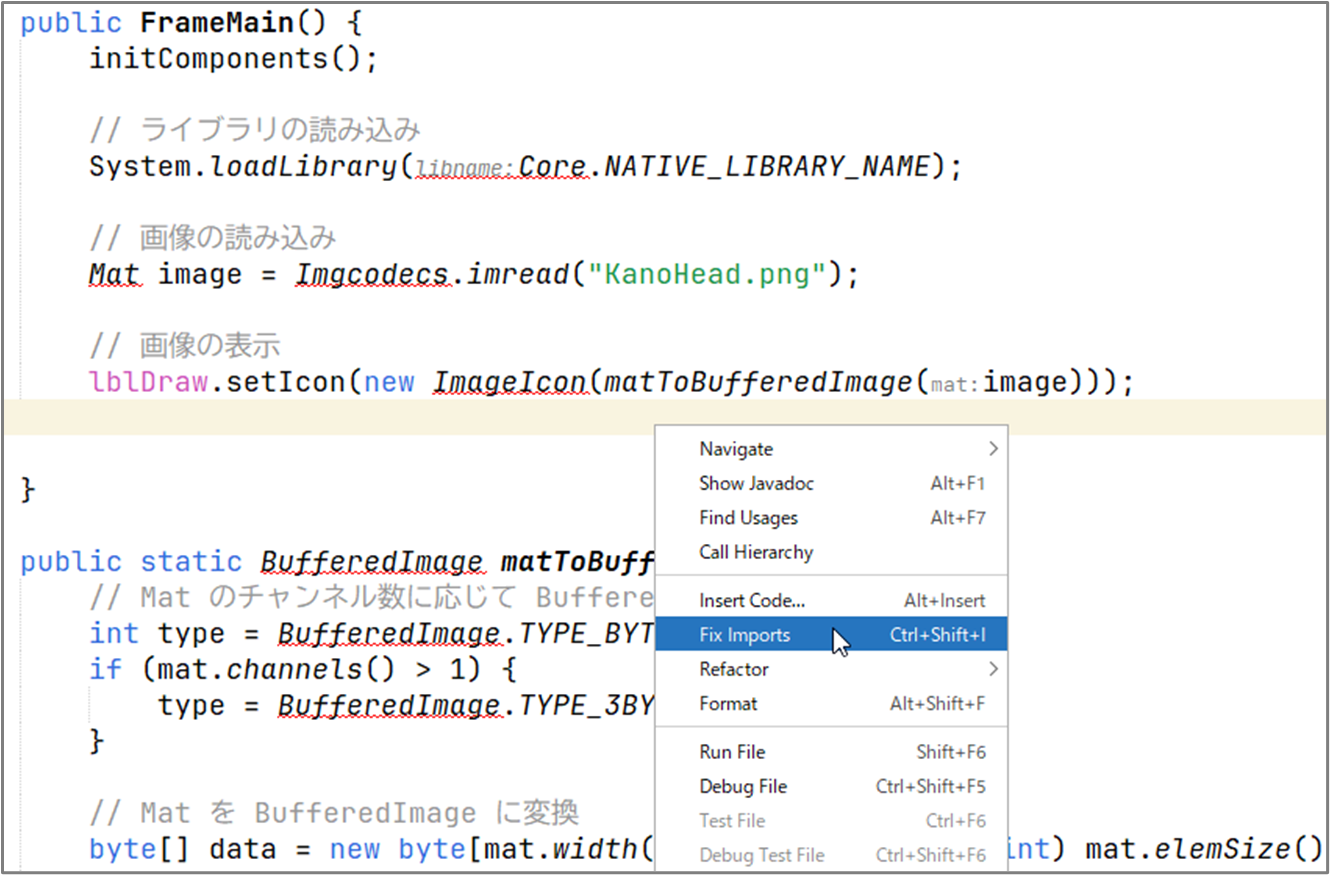 public FrameMain() {
initComponents();
// ライブラリの読み込み
System.loadLibrary(libname:Core.NATIVE_LIBRARY_NAME);
// 画像の読み込み
Mat image = Imgcodecs.imread("KanoHead.png");
// 画像の表示
lblDraw.setIcon(new ImageIcon(matToBufferedImage(mat:image)));
}
public static BufferedImage matToBuff
// Mat のチャンネル数に応じて Buffere
int type = BufferedImage.TYPE_BYT
if (mat.channels() > 1) {
type = BufferedImage.TYPE_3BY
}
// Mat を BufferedImage に変換
byte[] data = new byte[mat.width( int) mat.elemSize()
Navigate
Show Javadoc Alt+F1
Find Usages Alt+F7
Call Hierarchy
Insert Code... Alt+Insert
Fix Imports Ctrl+Shift+I
Refactor
Format Alt+Shift+F
Run File Shift+F6
Debug File Ctrl+Shift+F5
Test File Ctrl+F6
Debug Test File Ctrl+Shift+F6